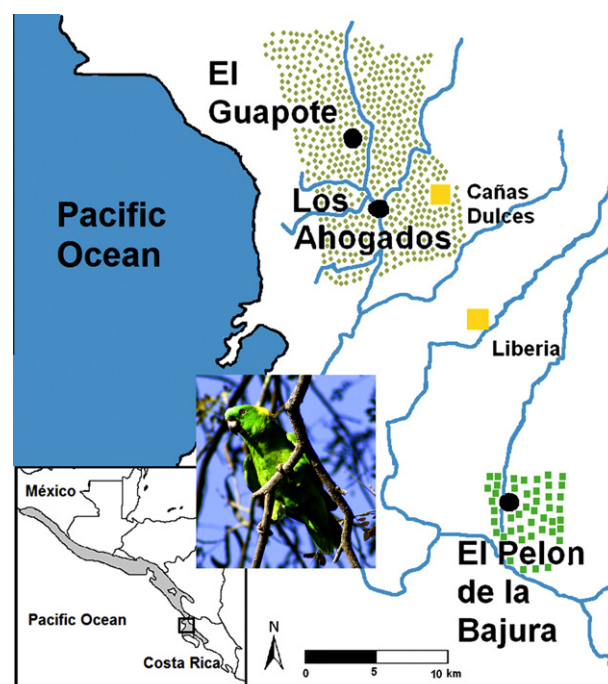 El
Guapote
Los
Ahogados
Cañas
Dulces
Pacific
Ocean
Liberia
El Pelon
de la
Bajura
México
Pacific Ocean
Costa Rica
N
0 5 10 km